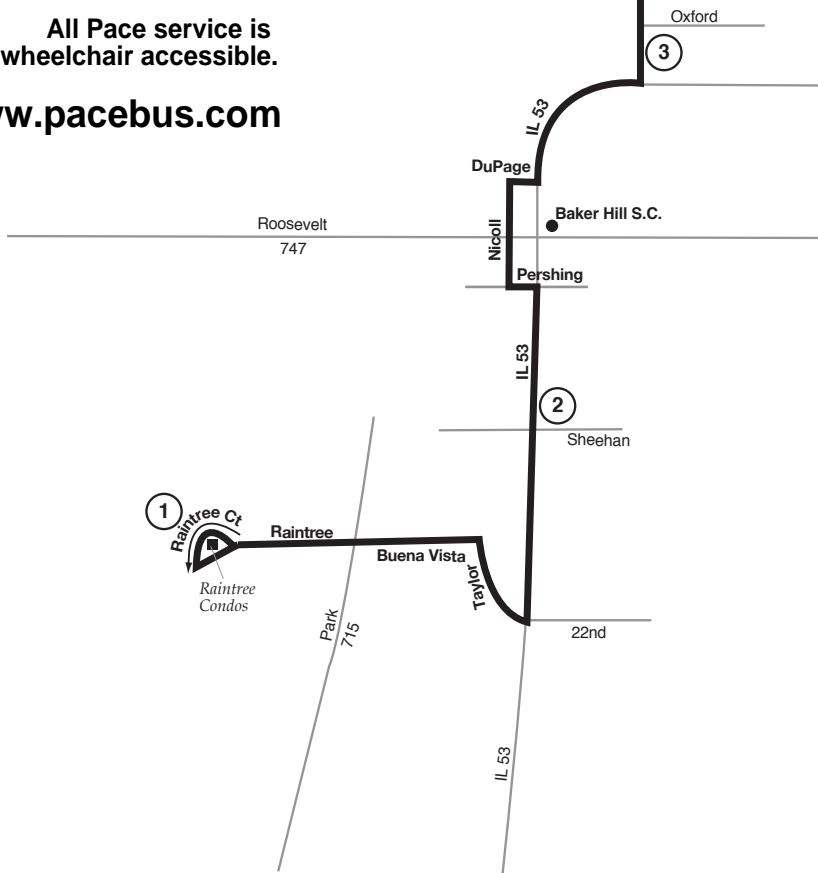 All Pace service is
wheelchair accessible.
w.pacebus.com
Oxford
3
IL 53
DuPage
Baker Hill S.C.
Roosevelt
747
Nicoll
Pershing
IL 53
2
Sheehan
1
Raintree Ct
Raintree
Buena Vista
Taylor
Raintree
Condos
Park
715
22nd
IL 53